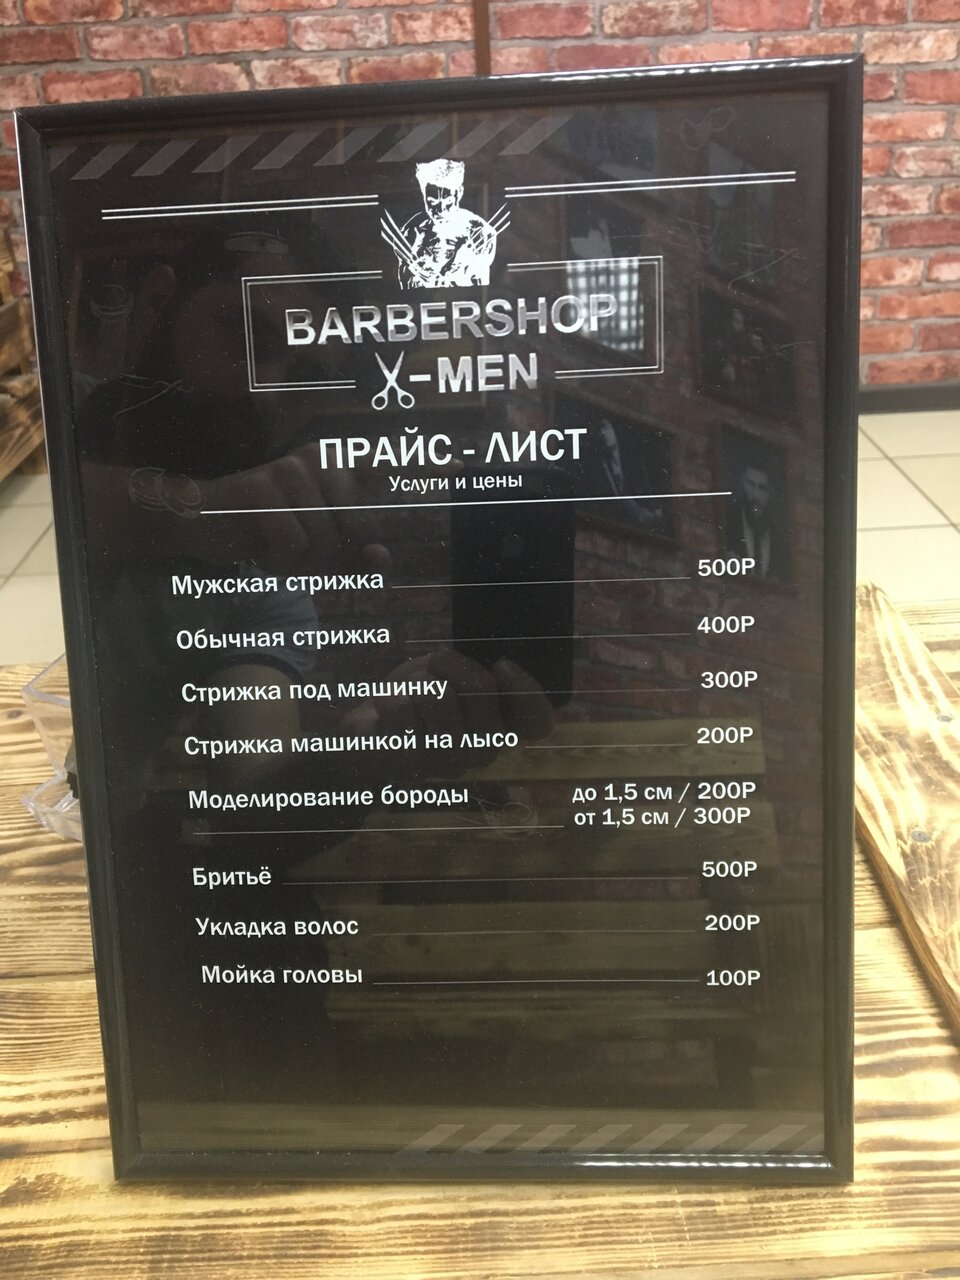 BARBERSHOP
X-MEN
ПРАЙС - ЛИСТ
Услуги и цены
Мужская стрижка 500Р
Обычная стрижка 400Р
Стрижка под машинку 300Р
Стрижка машинкой на лысо 200Р
Моделирование бороды до 1,5 см / 200Р
от 1,5 см / 300Р
Бритьё 500Р
Укладка волос 200Р
Мойка головы 100Р